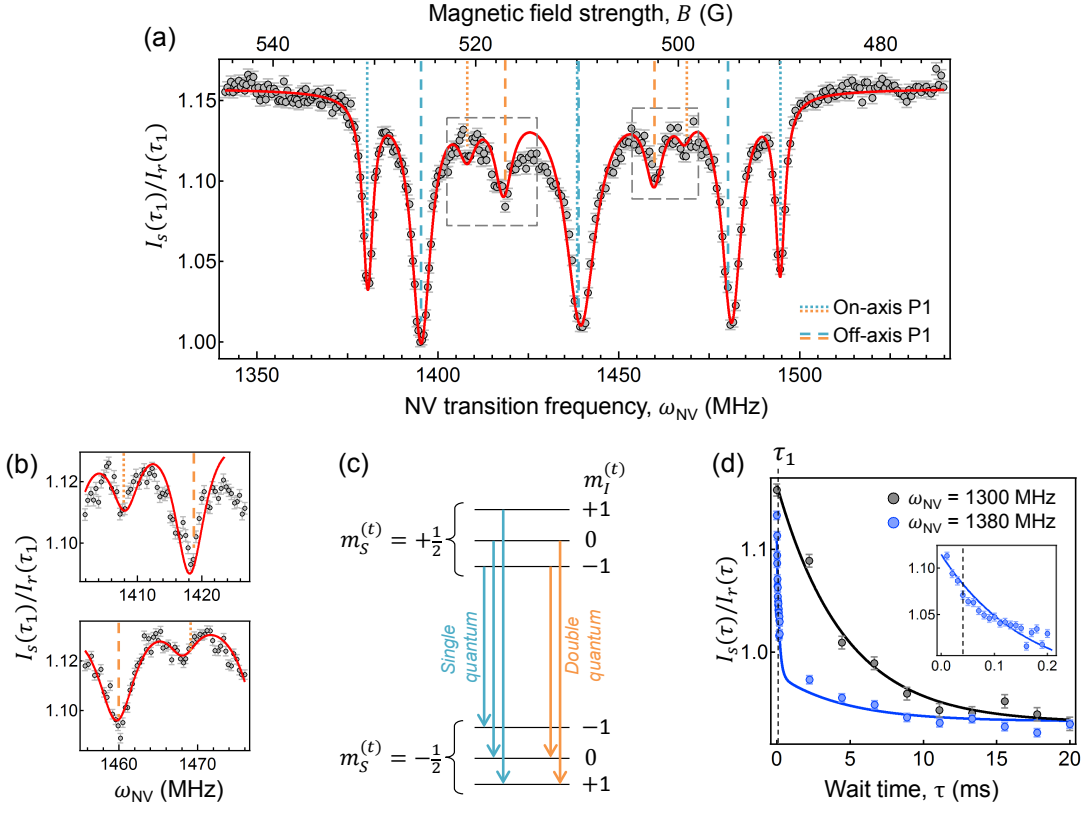 Magnetic field strength, B (G)
(a)
540 520 500 480
I_s(τ_1)/I_r(τ_1)
1.15
1.10
1.05
1.00
On-axis P1
Off-axis P1
1350 1400 1450 1500
NV transition frequency, ω_NV (MHz)
(b)
I_s(τ_1)/I_r(τ_1)
1.12
1.10
1410 1420
1.12
1.10
1460 1470
ω_NV (MHz)
(c)
m_I^(t)
m_S^(t) = +1/2
+1
0
−1
Single quantum
Double quantum
m_S^(t) = −1/2
−1
0
+1
(d)
τ_1
ω_NV = 1300 MHz
ω_NV = 1380 MHz
I_s(τ)/I_r(τ)
1.1
1.0
1.10
1.05
0.0 0.1 0.2
0 5 10 15 20
Wait time, τ (ms)